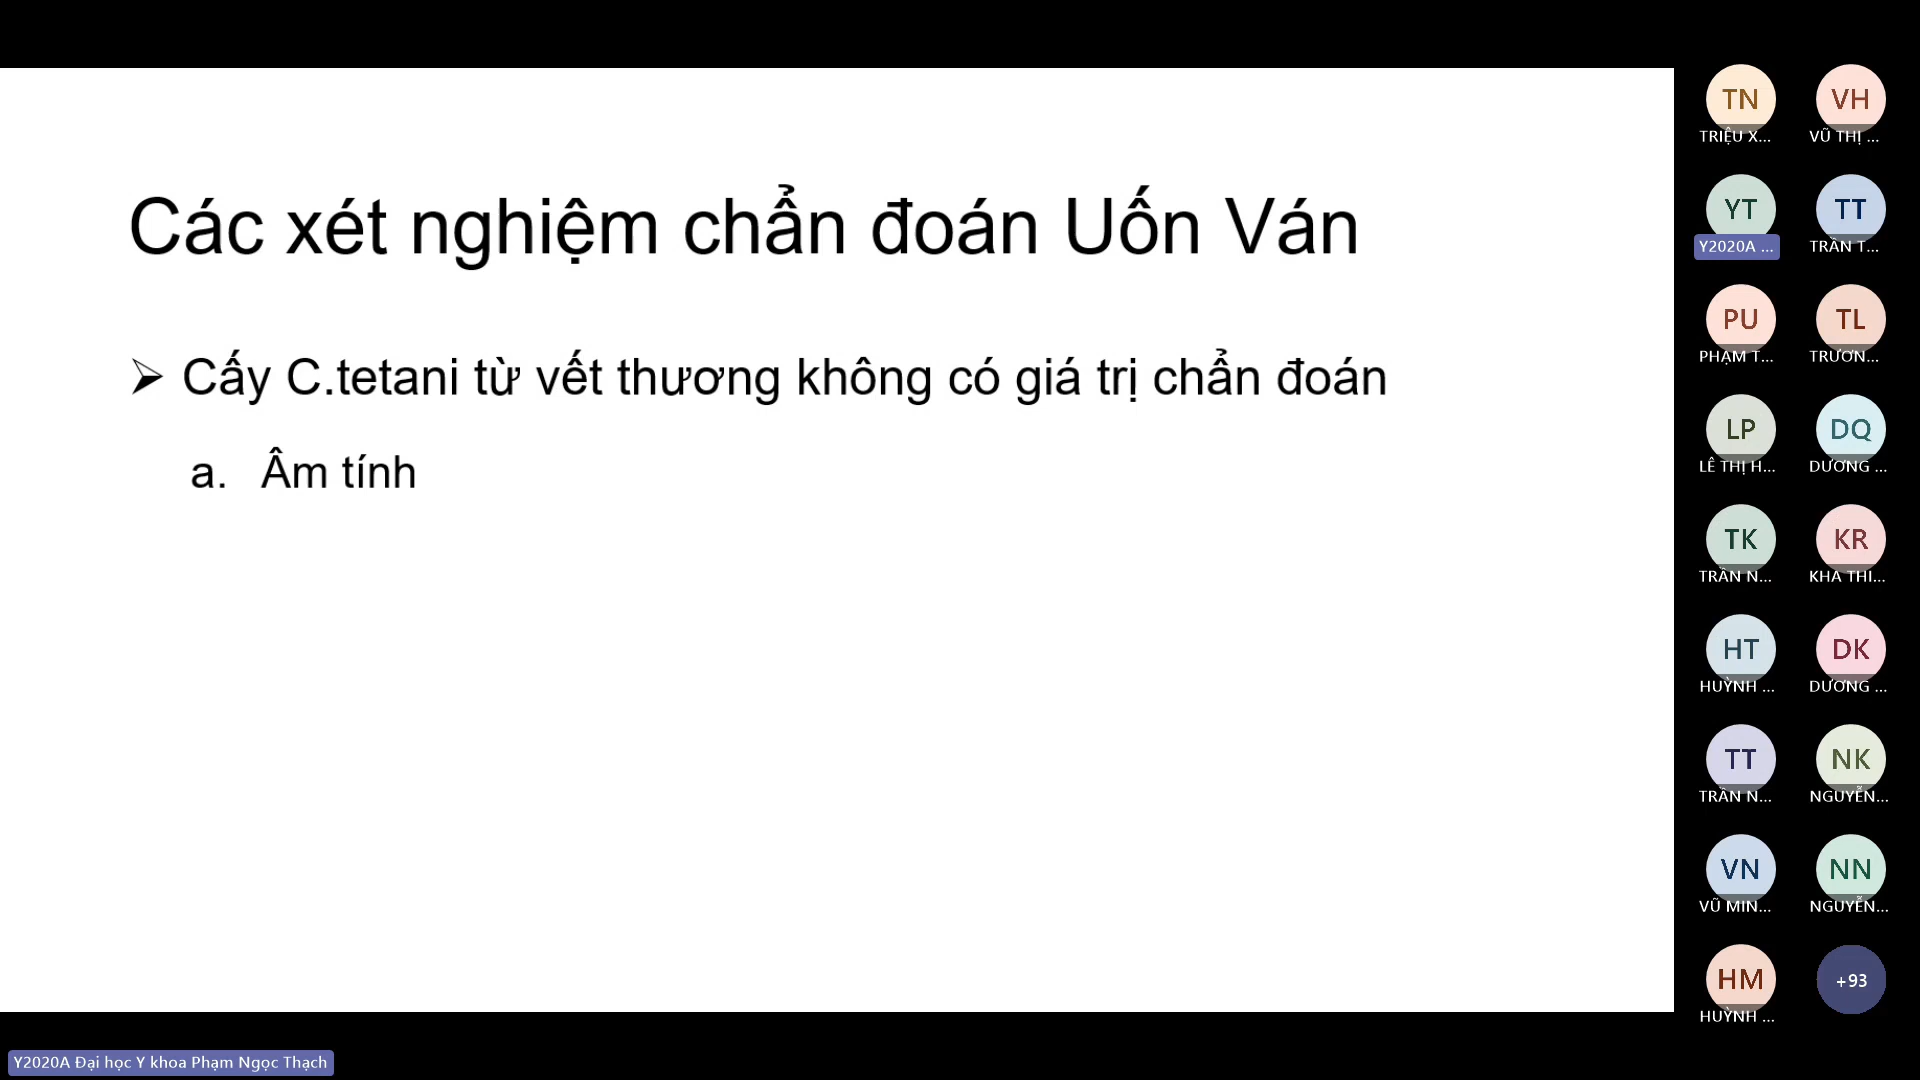 Các xét nghiệm chẩn đoán Uốn Ván
➢ Cấy C.tetani từ vết thương không có giá trị chẩn đoán
a. Âm tính
TN
TRIỆU X...
VH
VŨ THỊ ...
YT
Y2020A ...
TT
TRẦN T...
PU
PHẠM T...
TL
TRƯƠN...
LP
LÊ THỊ H...
DQ
DƯƠNG ...
TK
TRẦN N...
KR
KHA THI...
HT
HUỲNH ...
DK
DƯƠNG ...
TT
TRẦN N...
NK
NGUYỄN...
VN
VŨ MIN...
NN
NGUYỄN...
HM
HUỲNH ...
+93
Y2020A Đại học Y khoa Phạm Ngọc Thạch